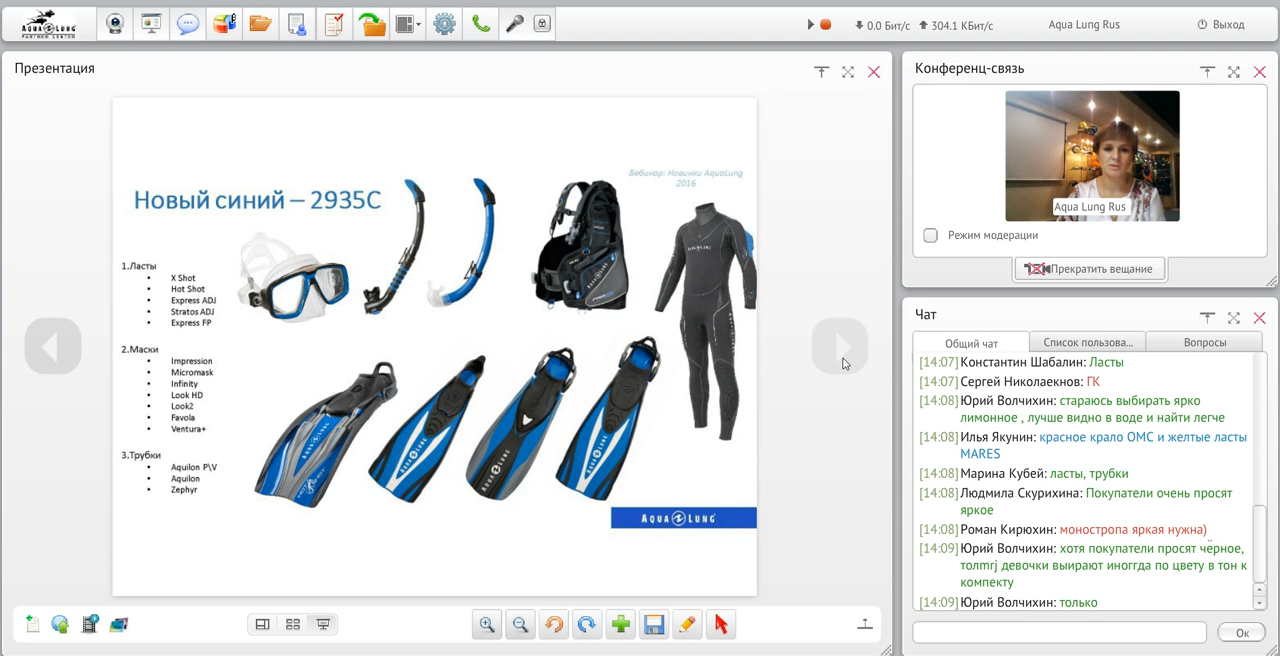 AQUA LUNG
PARTNER CENTER
0.0 Бит/с
304.1 КБит/с
Aqua Lung Rus
Выход
Презентация
Вебинар: Новинки AquaLung
2016
Новый синий – 2935C
1.Ласты
• X Shot
• Hot Shot
• Express ADJ
• Stratos ADJ
• Express FP
2.Маски
• Impression
• Micromask
• Infinity
• Look HD
• Look2
• Favola
• Ventura+
3.Трубки
• Aquilon P\V
• Aquilon
• Zephyr
AQUA LUNG
Конференц-связь
Aqua Lung Rus
Режим модерации
Прекратить вещание
Чат
Общий чат
Список пользова...
Вопросы
[14:07] Константин Шабалин: Ласты
[14:07] Сергей Николаекнов: ГК
[14:08] Юрий Волчихин: стараюсь выбирать ярко
лимонное , лучше видно в воде и найти легче
[14:08] Илья Якунин: красное крало ОМС и желтые ласты
MARES
[14:08] Марина Кубей: ласты, трубки
[14:08] Людмила Скурихина: Покупатели очень просят
яркое
[14:08] Роман Кирюхин: моностропа яркая нужна)
[14:09] Юрий Волчихин: хотя покупатели просят чёрное,
толmrj девочки выирают иноггда по цвету в тон к
компекту
[14:09] Юрий Волчихин: только
Ок